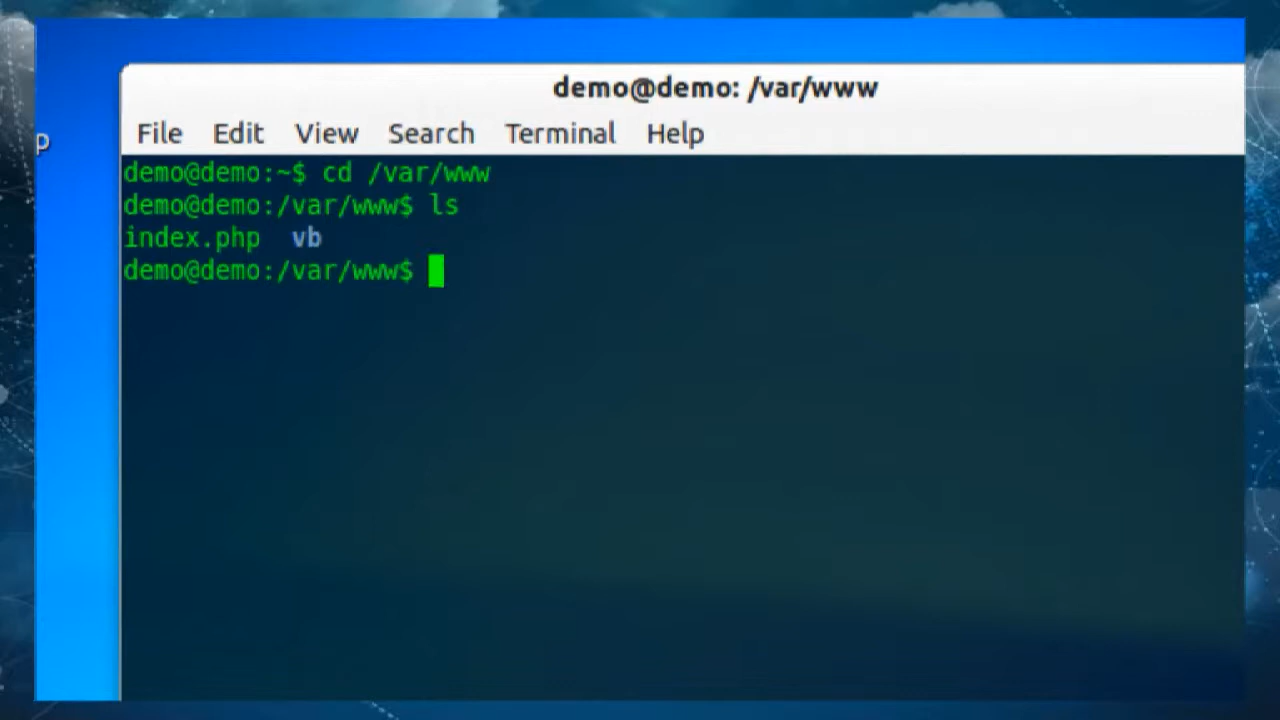 demo@demo: /var/www
File Edit View Search Terminal Help
p
demo@demo:~$ cd /var/www
demo@demo:/var/www$ ls
index.php vb
demo@demo:/var/www$